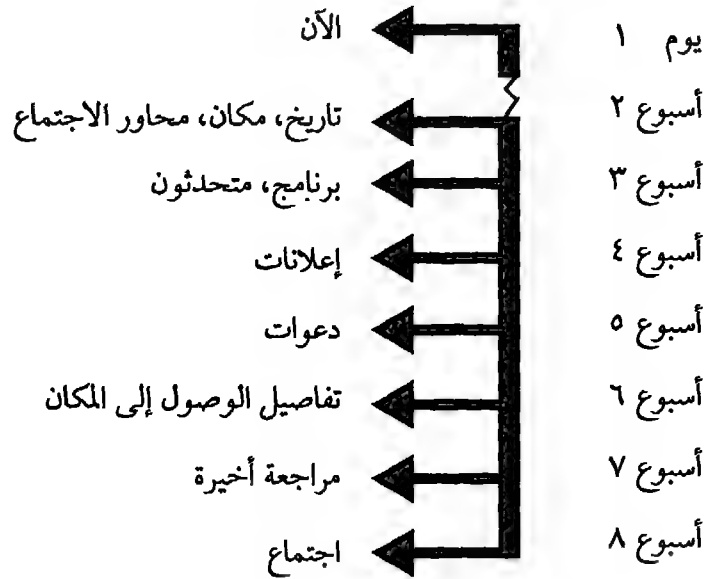 يوم ١ الآن
أسبوع ٢ تاريخ، مكان، محاور الاجتماع
أسبوع ٣ برنامج، متحدثون
أسبوع ٤ إعلانات
أسبوع ٥ دعوات
أسبوع ٦ تفاصيل الوصول إلى المكان
أسبوع ٧ مراجعة أخيرة
أسبوع ٨ اجتماع